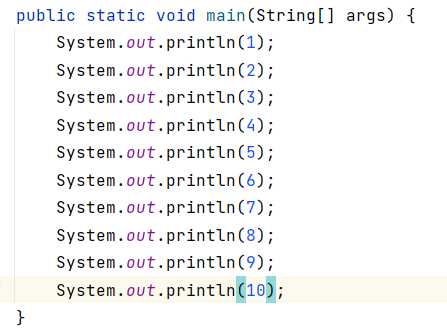 public static void main(String[] args) {
    System.out.println(1);
    System.out.println(2);
    System.out.println(3);
    System.out.println(4);
    System.out.println(5);
    System.out.println(6);
    System.out.println(7);
    System.out.println(8);
    System.out.println(9);
    System.out.println(10);
}